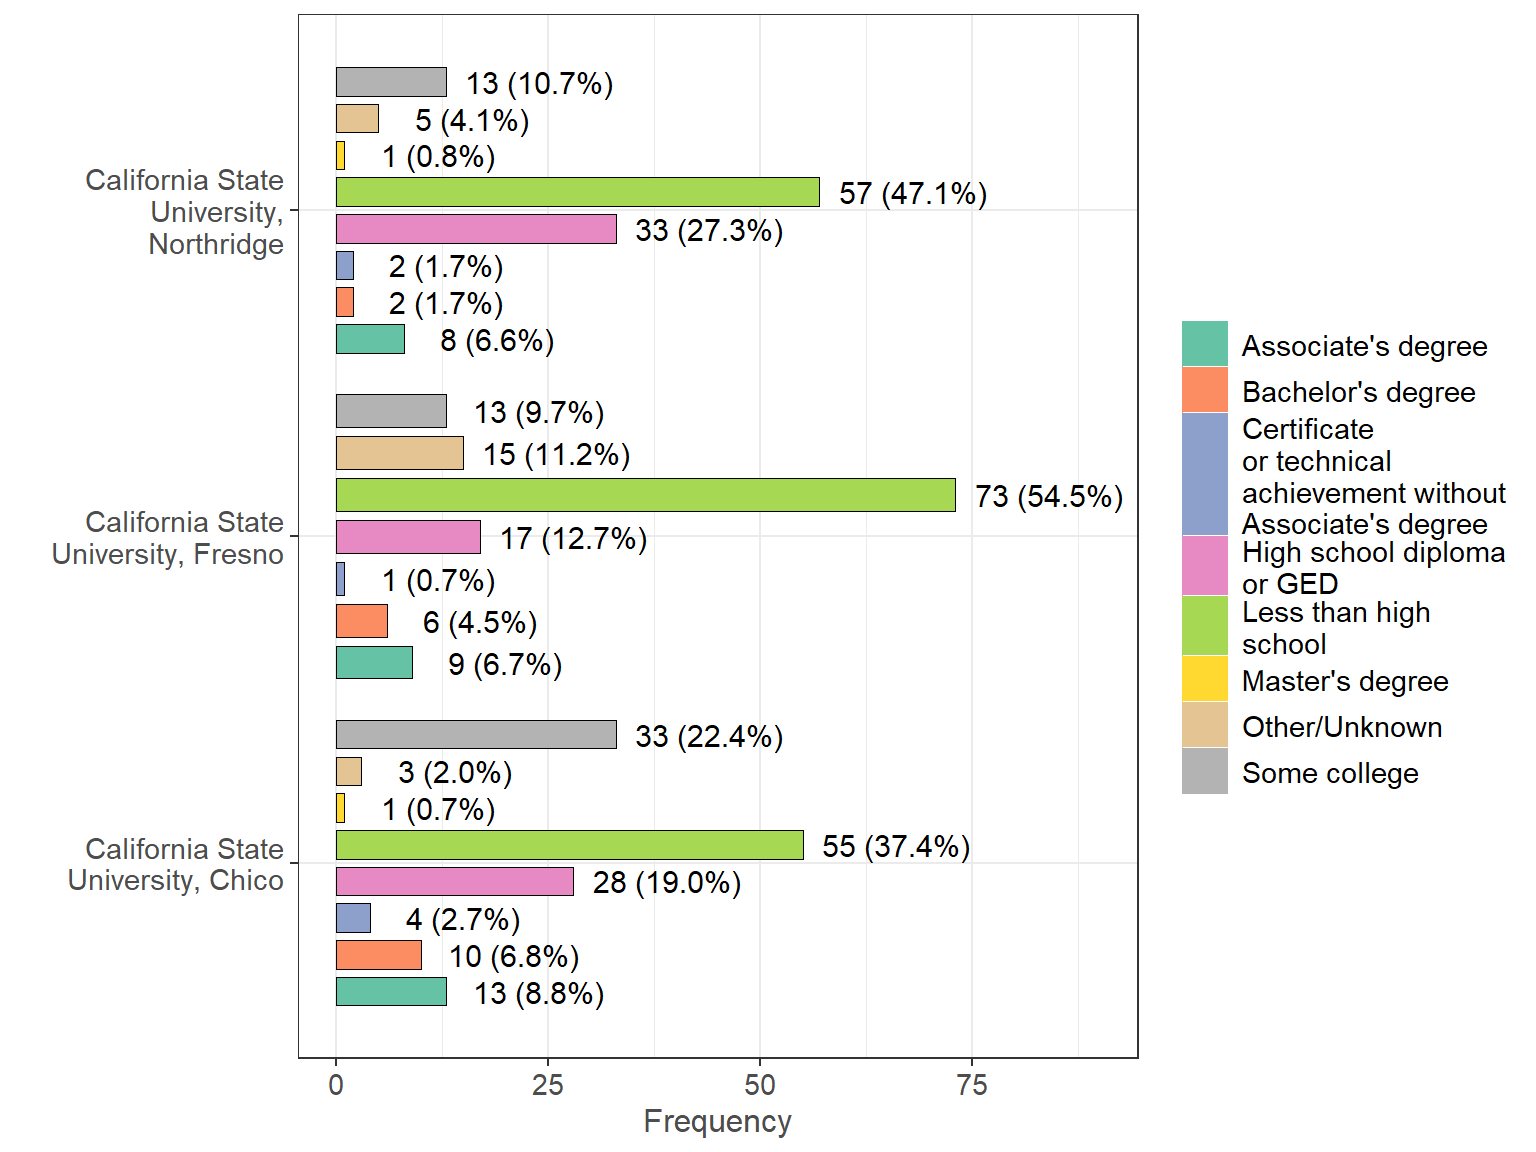 California State
University,
Northridge
13 (10.7%)
5 (4.1%)
1 (0.8%)
57 (47.1%)
33 (27.3%)
2 (1.7%)
2 (1.7%)
8 (6.6%)
California State
University, Fresno
13 (9.7%)
15 (11.2%)
73 (54.5%)
17 (12.7%)
1 (0.7%)
6 (4.5%)
9 (6.7%)
California State
University, Chico
33 (22.4%)
3 (2.0%)
1 (0.7%)
55 (37.4%)
28 (19.0%)
4 (2.7%)
10 (6.8%)
13 (8.8%)
0 25 50 75
Frequency
Associate's degree
Bachelor's degree
Certificate
or technical
achievement without
Associate's degree
High school diploma
or GED
Less than high
school
Master's degree
Other/Unknown
Some college